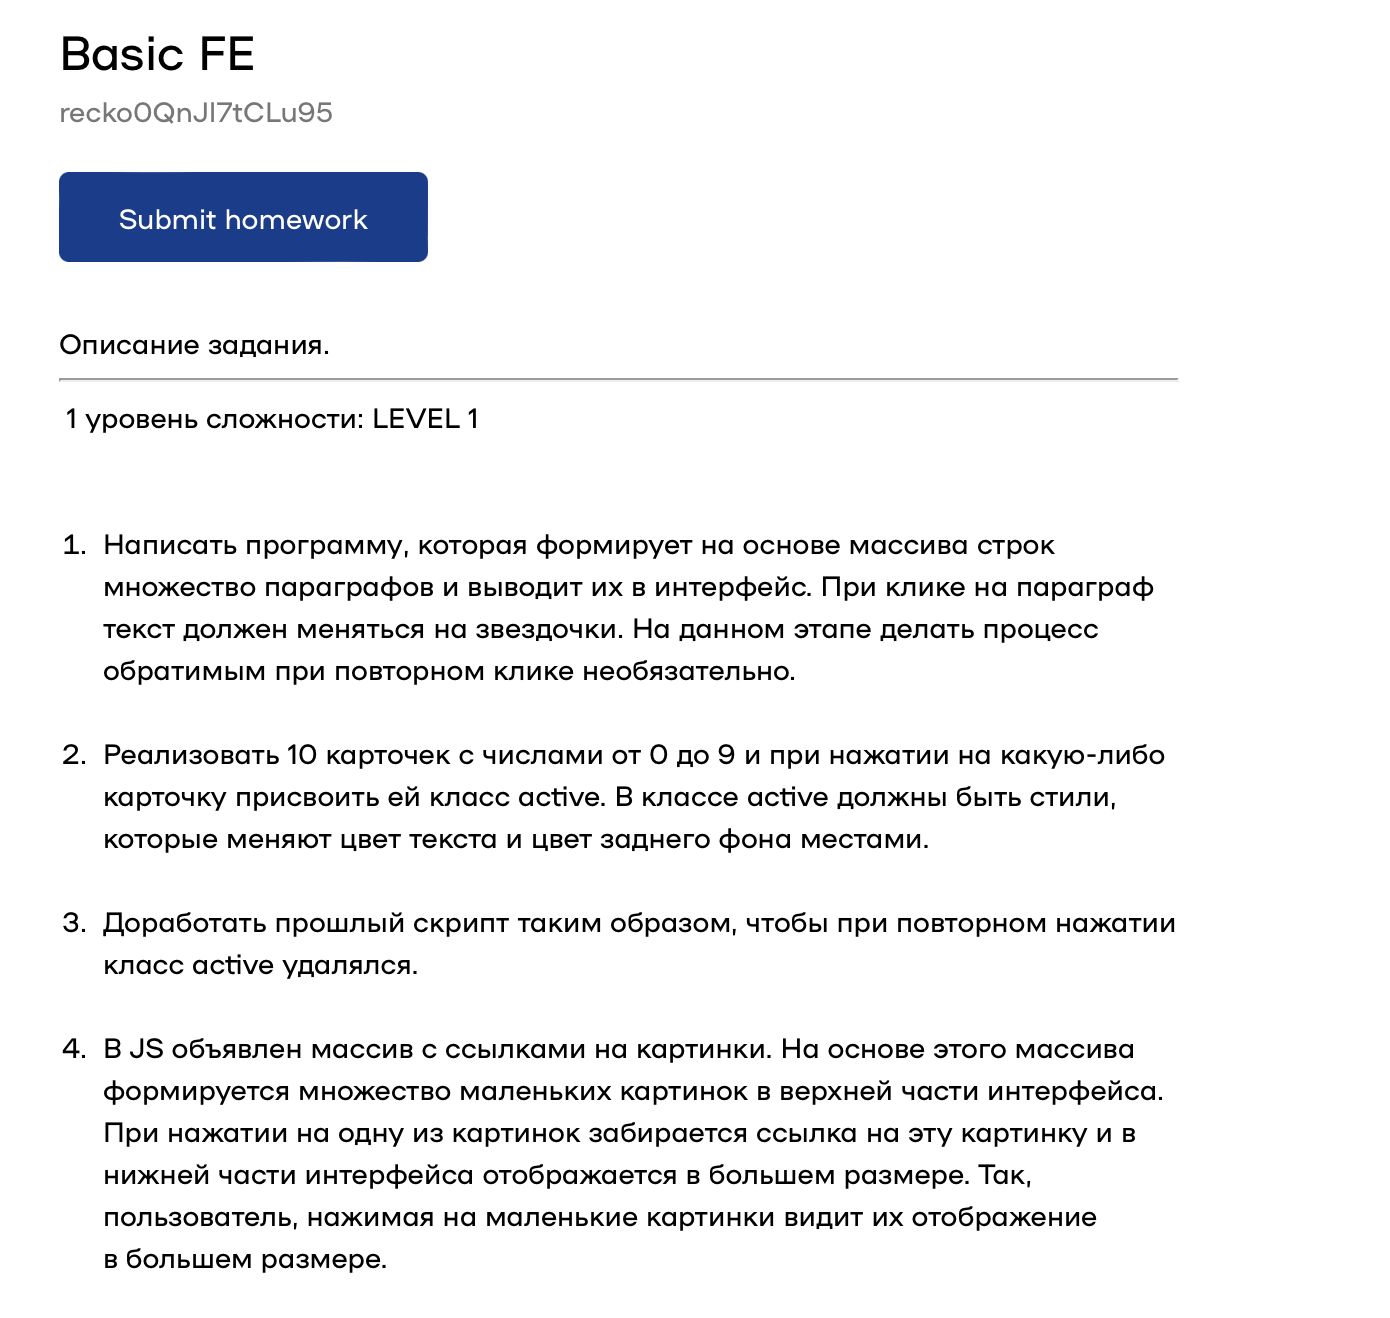 Basic FE
recko0QnJl7tCLu95
Submit homework
Описание задания.
1 уровень сложности: LEVEL 1
1. Написать программу, которая формирует на основе массива строк
множество параграфов и выводит их в интерфейс. При клике на параграф
текст должен меняться на звездочки. На данном этапе делать процесс
обратимым при повторном клике необязательно.
2. Реализовать 10 карточек с числами от 0 до 9 и при нажатии на какую-либо
карточку присвоить ей класс active. В классе active должны быть стили,
которые меняют цвет текста и цвет заднего фона местами.
3. Доработать прошлый скрипт таким образом, чтобы при повторном нажатии
класс active удалялся.
4. В JS объявлен массив с ссылками на картинки. На основе этого массива
формируется множество маленьких картинок в верхней части интерфейса.
При нажатии на одну из картинок забирается ссылка на эту картинку и в
нижней части интерфейса отображается в большем размере. Так,
пользователь, нажимая на маленькие картинки видит их отображение
в большем размере.